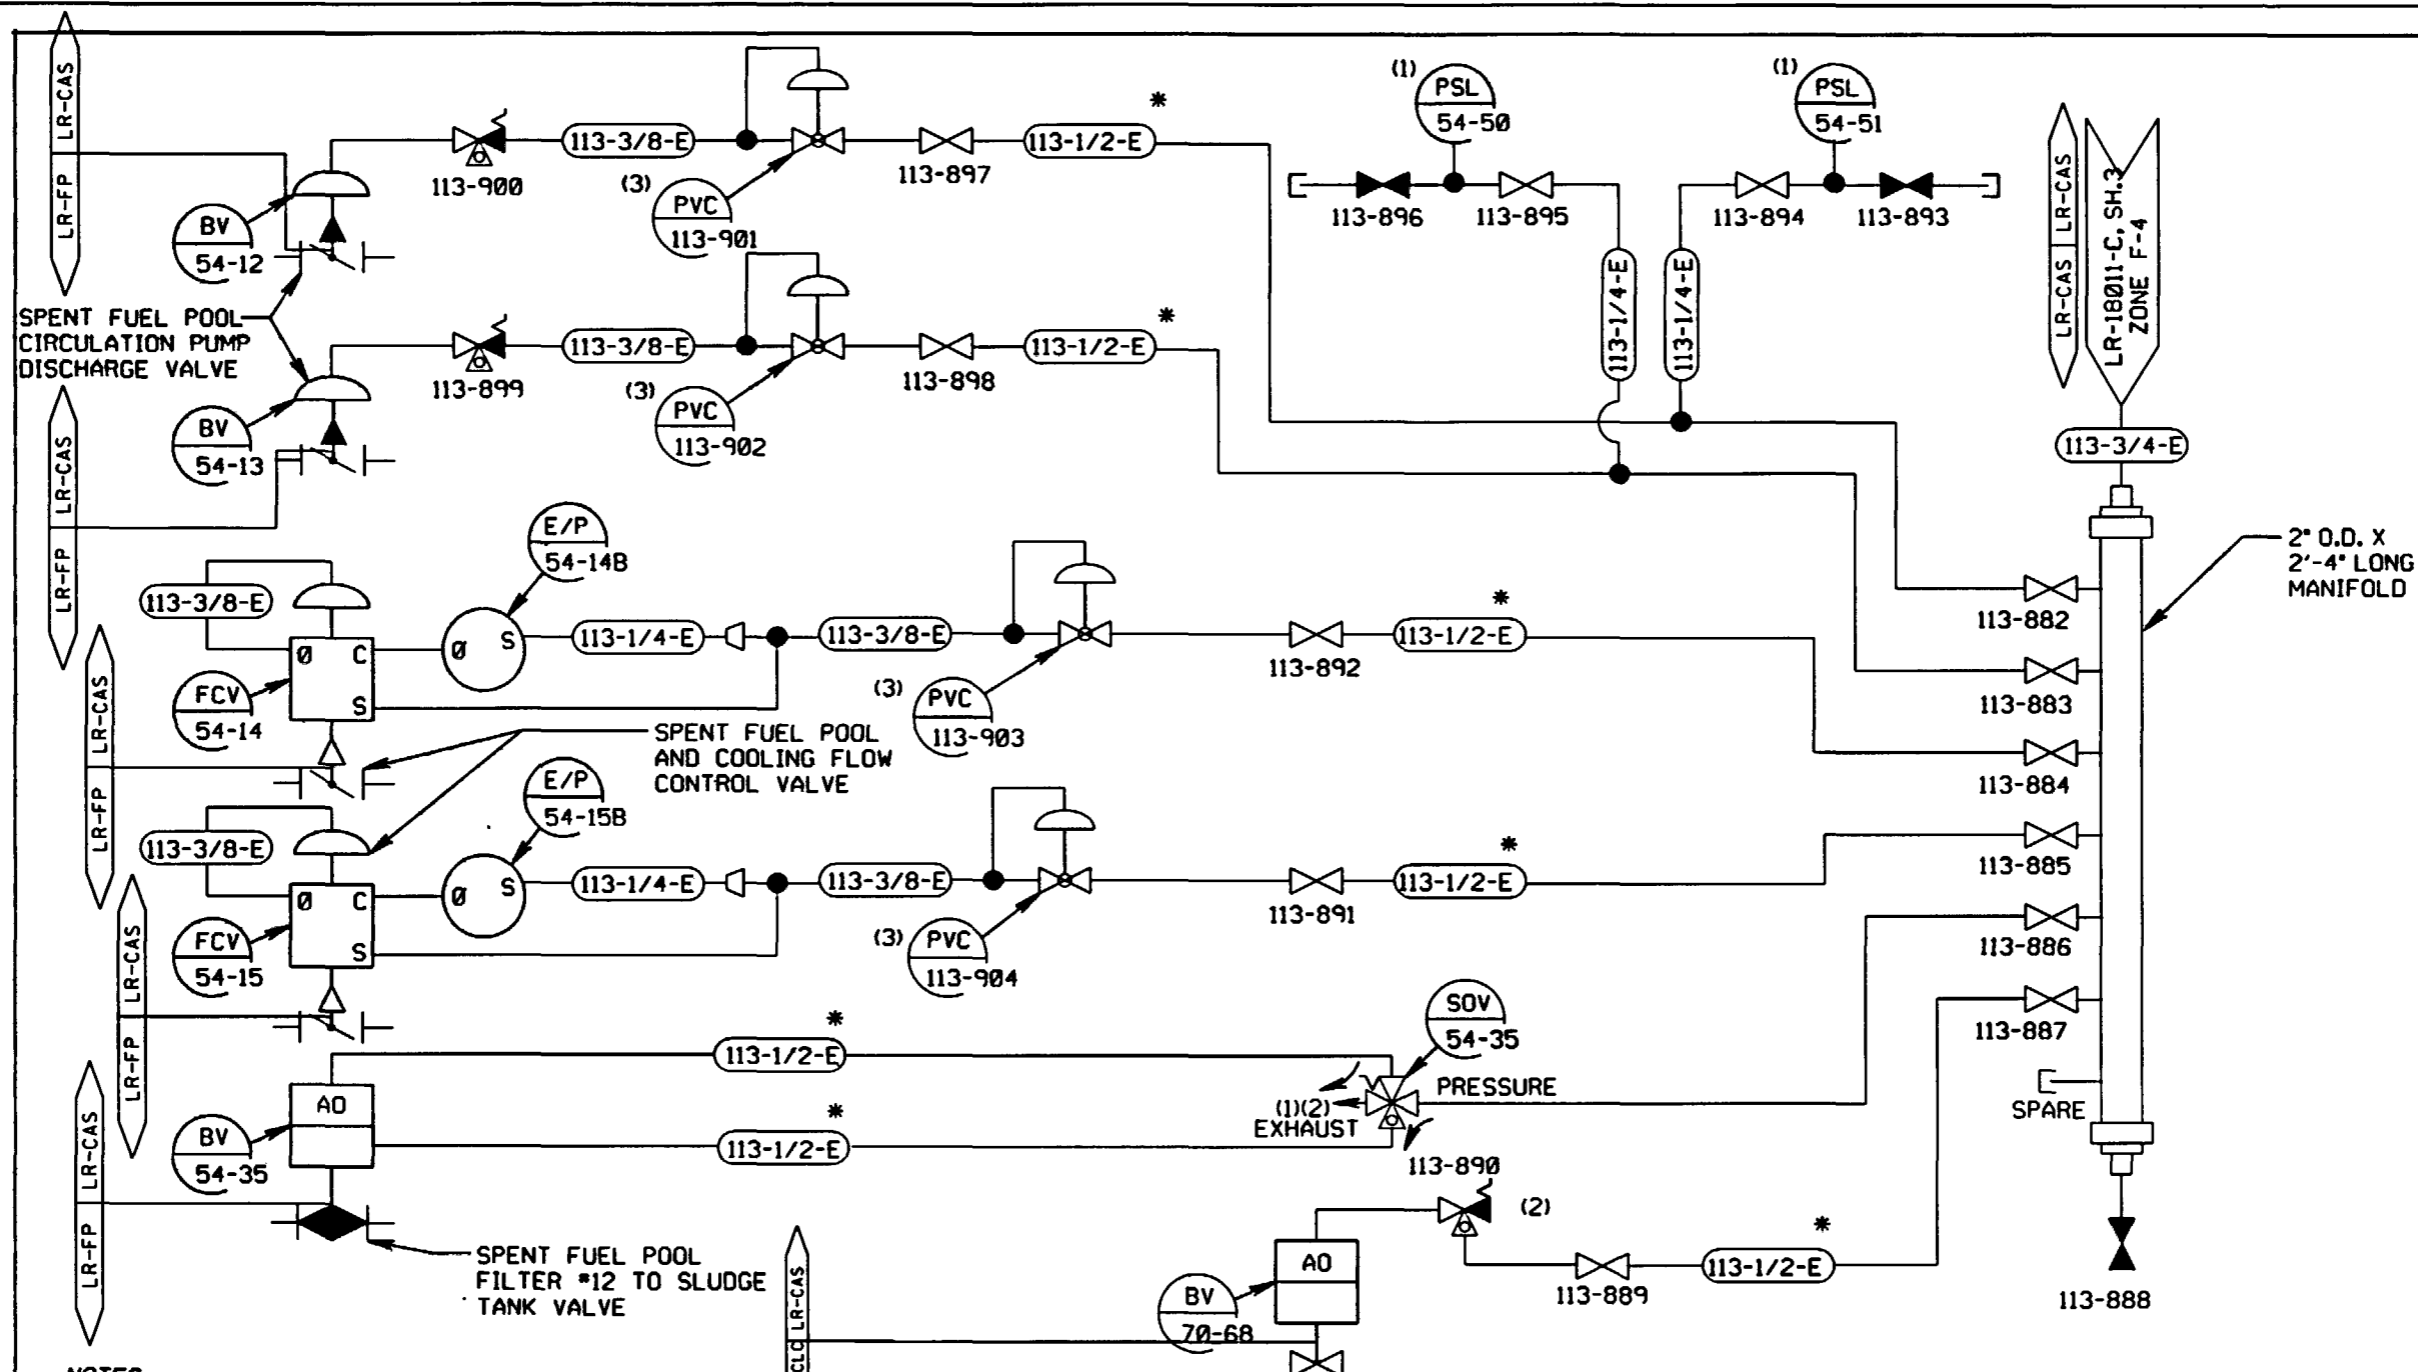 LR-CAS
LR-FP
113-900
113-3/8-E
(3)
PVC
113-901
113-897
*
113-1/2-E
(1)
PSL
54-50
113-896
113-895
113-1/4-E
(1)
PSL
54-51
113-894
113-893
113-1/4-E
LR-CAS
LR-CAS
LR-18011-C, SH.3
ZONE F-4
113-3/4-E
BV
54-12
SPENT FUEL POOL
CIRCULATION PUMP
DISCHARGE VALVE
113-899
113-3/8-E
(3)
PVC
113-902
113-898
*
113-1/2-E
BV
54-13
LR-CAS
LR-FP
2" O.D. X
2'-4" LONG
MANIFOLD
113-882
113-883
113-884
113-885
113-886
113-887
SPARE
113-888
E/P
54-14B
113-3/8-E
Ø C
S
Ø S
113-1/4-E
113-3/8-E
(3)
PVC
113-903
113-892
*
113-1/2-E
FCV
54-14
LR-CAS
LR-FP
SPENT FUEL POOL
AND COOLING FLOW
CONTROL VALVE
E/P
54-15B
113-3/8-E
Ø C
S
Ø S
113-1/4-E
113-3/8-E
(3)
PVC
113-904
113-891
*
113-1/2-E
FCV
54-15
LR-CAS
LR-FP
*
113-1/2-E
SOV
54-35
PRESSURE
(1)(2)
EXHAUST
AO
*
113-1/2-E
BV
54-35
LR-CAS
LR-FP
SPENT FUEL POOL
FILTER #12 TO SLUDGE
TANK VALVE
113-890
(2)
AO
113-889
*
113-1/2-E
BV
70-68
LR-CAS
CLC
NOTES